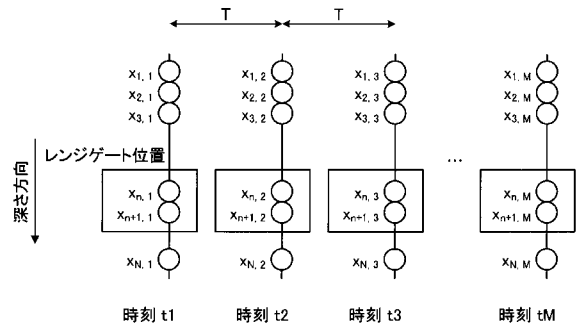 T T
x1, 1 x1, 2 x1, 3 x1, M
x2, 1 x2, 2 x2, 3 x2, M
x3, 1 x3, 2 x3, 3 x3, M
レンジゲート位置 ...
深さ方向
xn, 1 xn, 2 xn, 3 xn, M
xn+1, 1 xn+1, 2 xn+1, 3 xn+1, M
xN, 1 xN, 2 xN, 3 xN, M
時刻 t1 時刻 t2 時刻 t3 時刻 tM